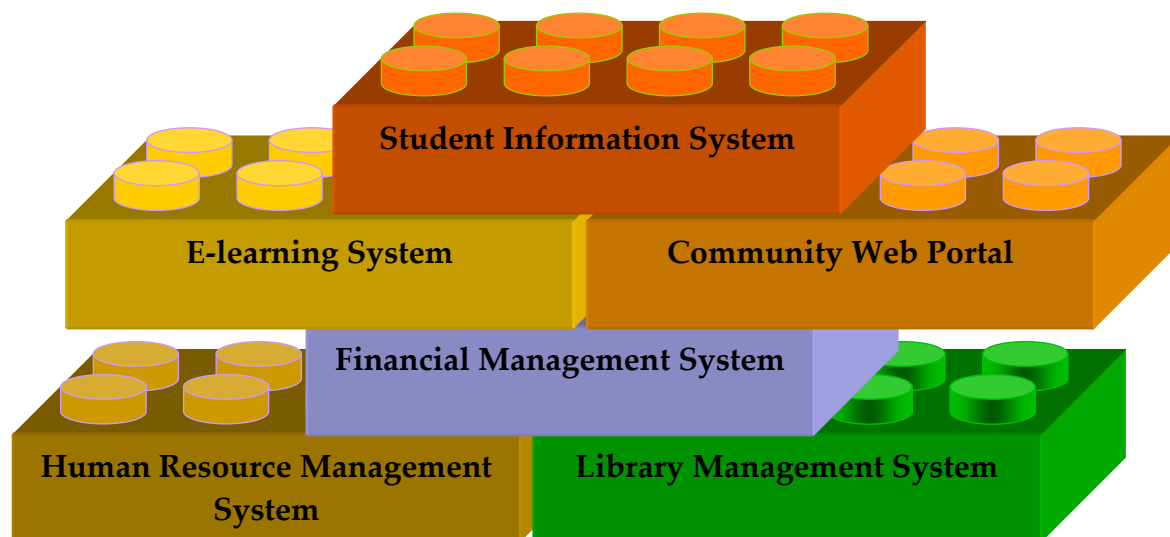 Student Information System
E-learning System
Community Web Portal
Financial Management System
Human Resource Management
System
Library Management System